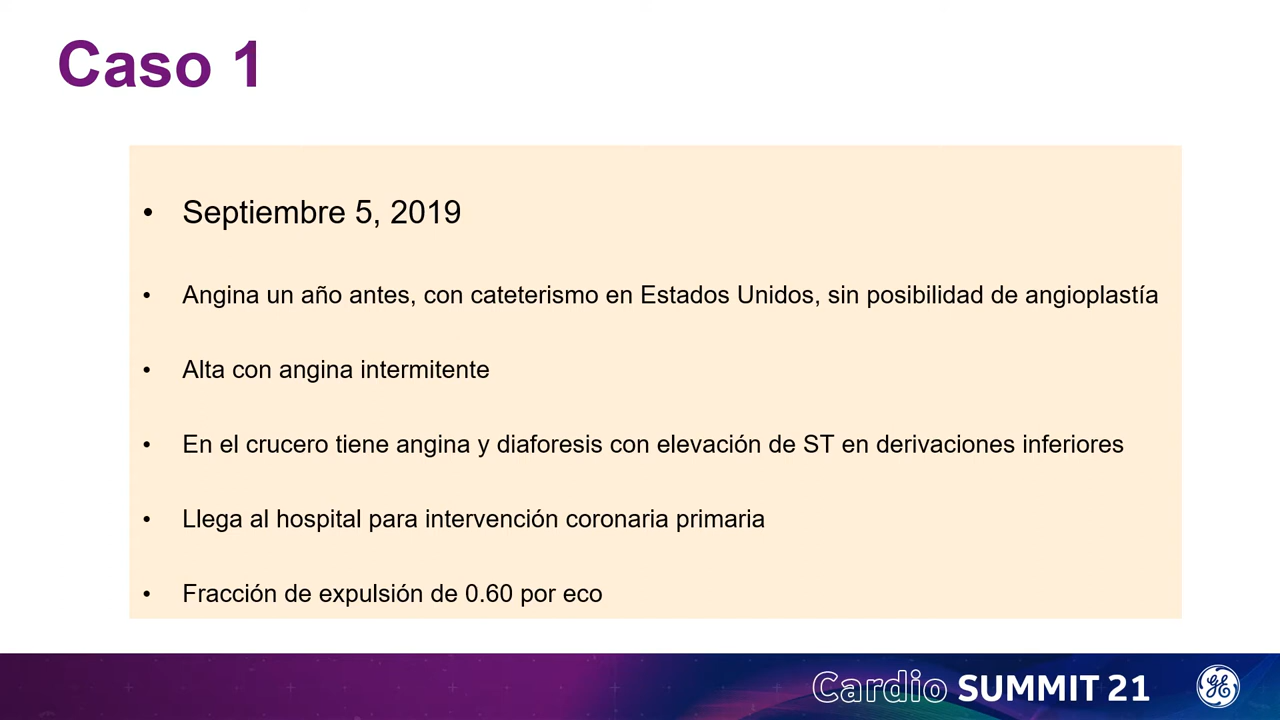 Caso 1
• Septiembre 5, 2019
• Angina un año antes, con cateterismo en Estados Unidos, sin posibilidad de angioplastía
• Alta con angina intermitente
• En el crucero tiene angina y diaforesis con elevación de ST en derivaciones inferiores
• Llega al hospital para intervención coronaria primaria
• Fracción de expulsión de 0.60 por eco
Cardio SUMMIT 21
GE